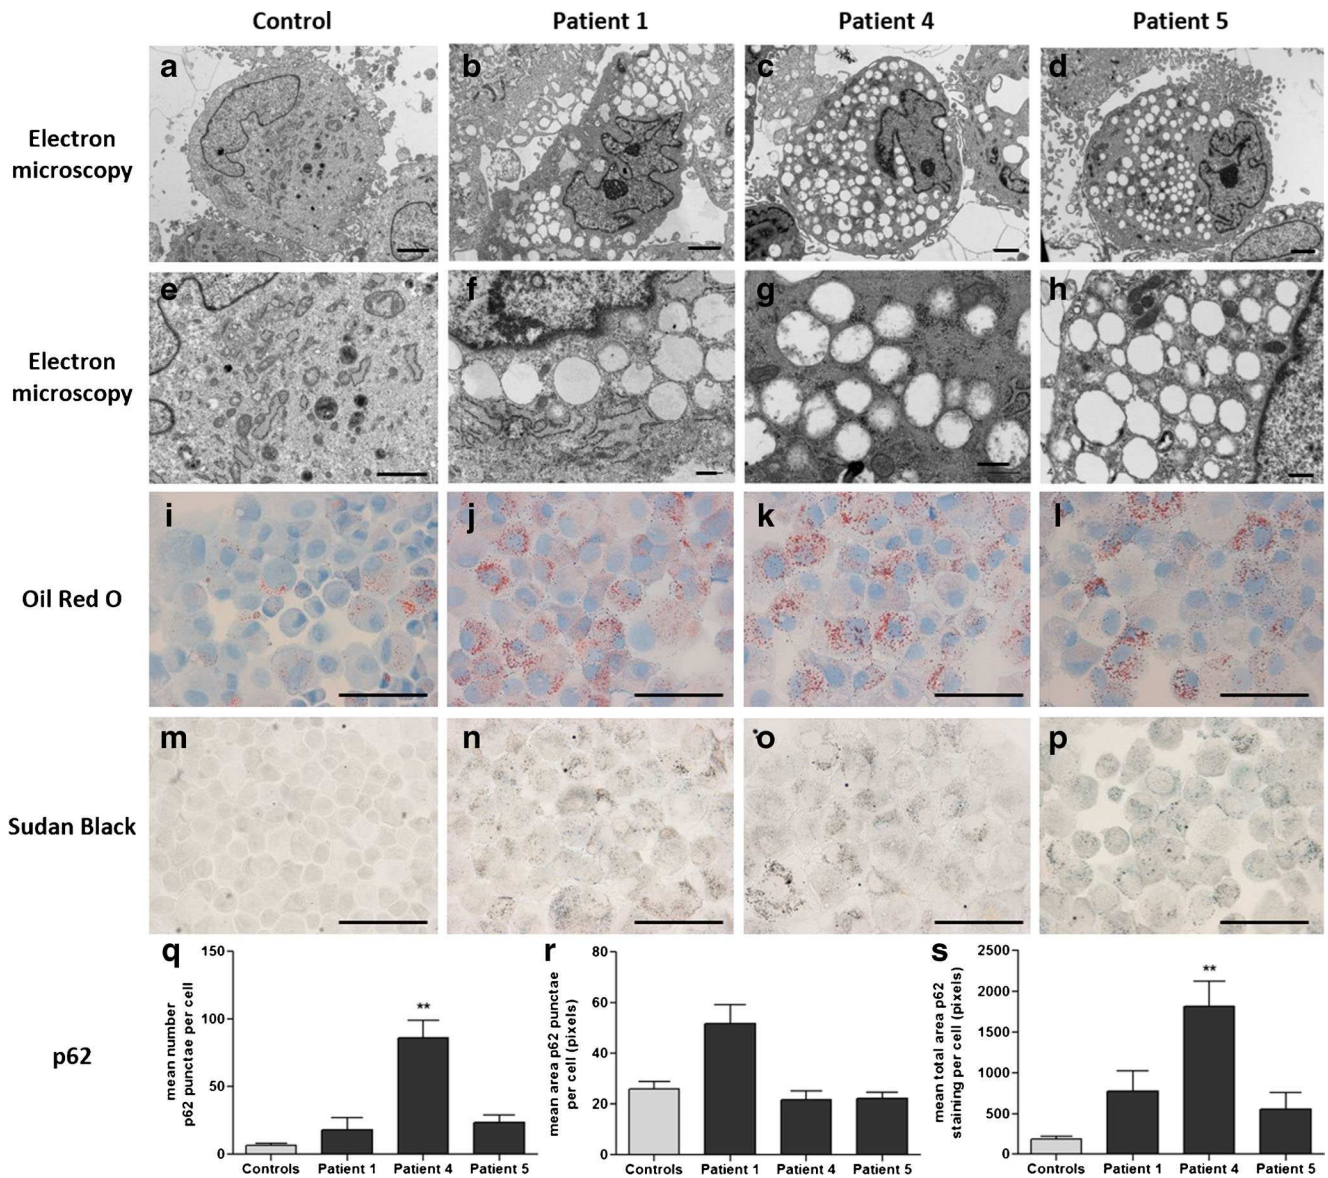 Control Patient 1 Patient 4 Patient 5
a b c d
Electron
microscopy
e f g h
Electron
microscopy
i j k l
Oil Red O
m n o p
Sudan Black
q r s
p62
mean number
p62 punctae per cell
150
100
50
0
**
Controls Patient 1 Patient 4 Patient 5
mean area p62 punctae
per cell (pixels)
80
60
40
20
0
Controls Patient 1 Patient 4 Patient 5
mean total area p62
staining per cell (pixels)
2500
2000
1500
1000
500
0
**
Controls Patient 1 Patient 4 Patient 5